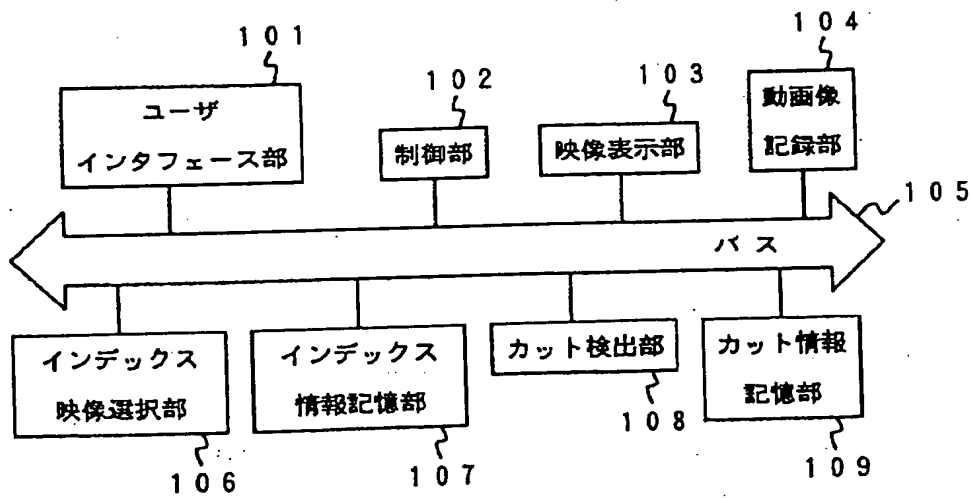 101
ユーザ
インタフェース部
102
制御部
103
映像表示部
104
動画像
記録部
105
バス
インデックス
映像選択部
106
インデックス
情報記憶部
107
カット検出部
108
カット情報
記憶部
109